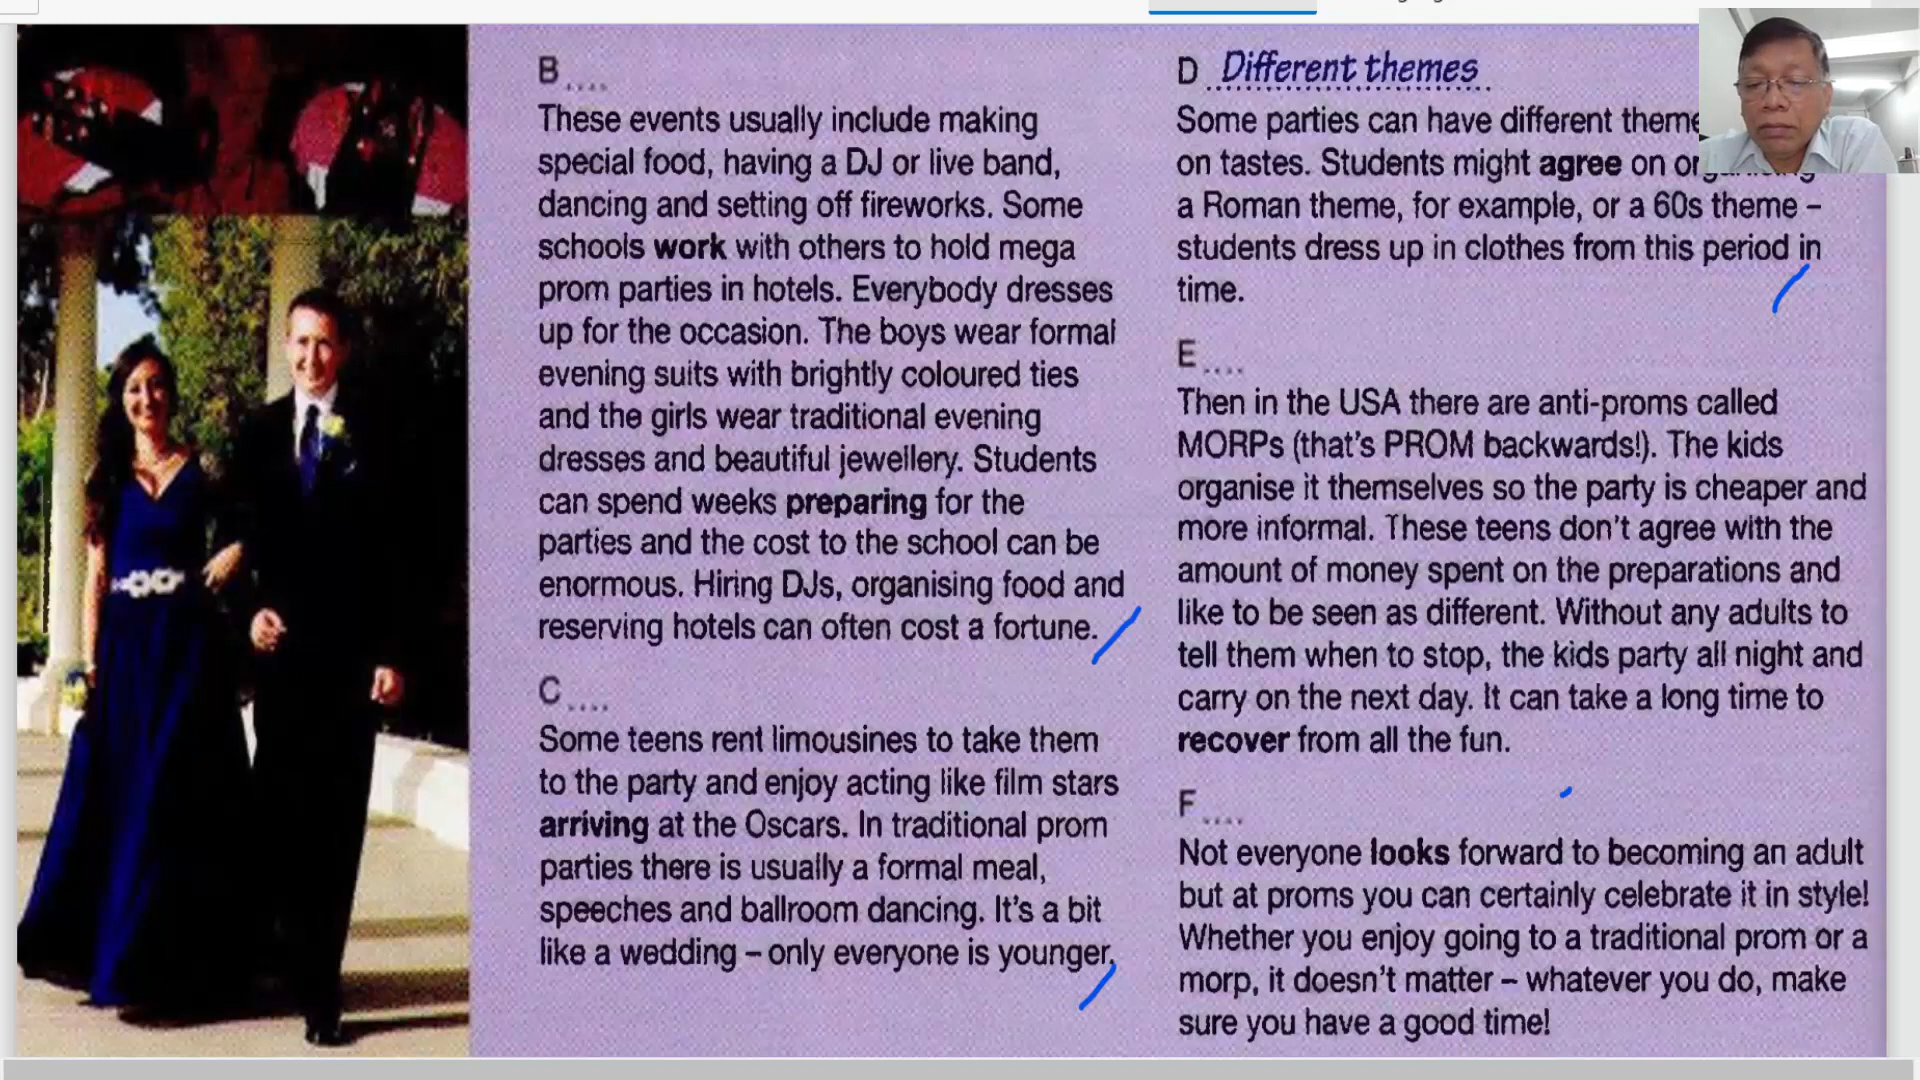 B ....
These events usually include making
special food, having a DJ or live band,
dancing and setting off fireworks. Some
schools work with others to hold mega
prom parties in hotels. Everybody dresses
up for the occasion. The boys wear formal
evening suits with brightly coloured ties
and the girls wear traditional evening
dresses and beautiful jewellery. Students
can spend weeks preparing for the
parties and the cost to the school can be
enormous. Hiring DJs, organising food and
reserving hotels can often cost a fortune.
C ....
Some teens rent limousines to take them
to the party and enjoy acting like film stars
arriving at the Oscars. In traditional prom
parties there is usually a formal meal,
speeches and ballroom dancing. It's a bit
like a wedding – only everyone is younger.
D Different themes
Some parties can have different
on tastes. Students might agree on
a Roman theme, for example, or a 60s theme –
students dress up in clothes from this period in
time.
E ....
Then in the USA there are anti-proms called
MORPs (that's PROM backwards!). The kids
organise it themselves so the party is cheaper and
more informal. These teens don't agree with the
amount of money spent on the preparations and
like to be seen as different. Without any adults to
tell them when to stop, the kids party all night and
carry on the next day. It can take a long time to
recover from all the fun.
F ....
Not everyone looks forward to becoming an adult
but at proms you can certainly celebrate it in style!
Whether you enjoy going to a traditional prom or a
morp, it doesn't matter – whatever you do, make
sure you have a good time!